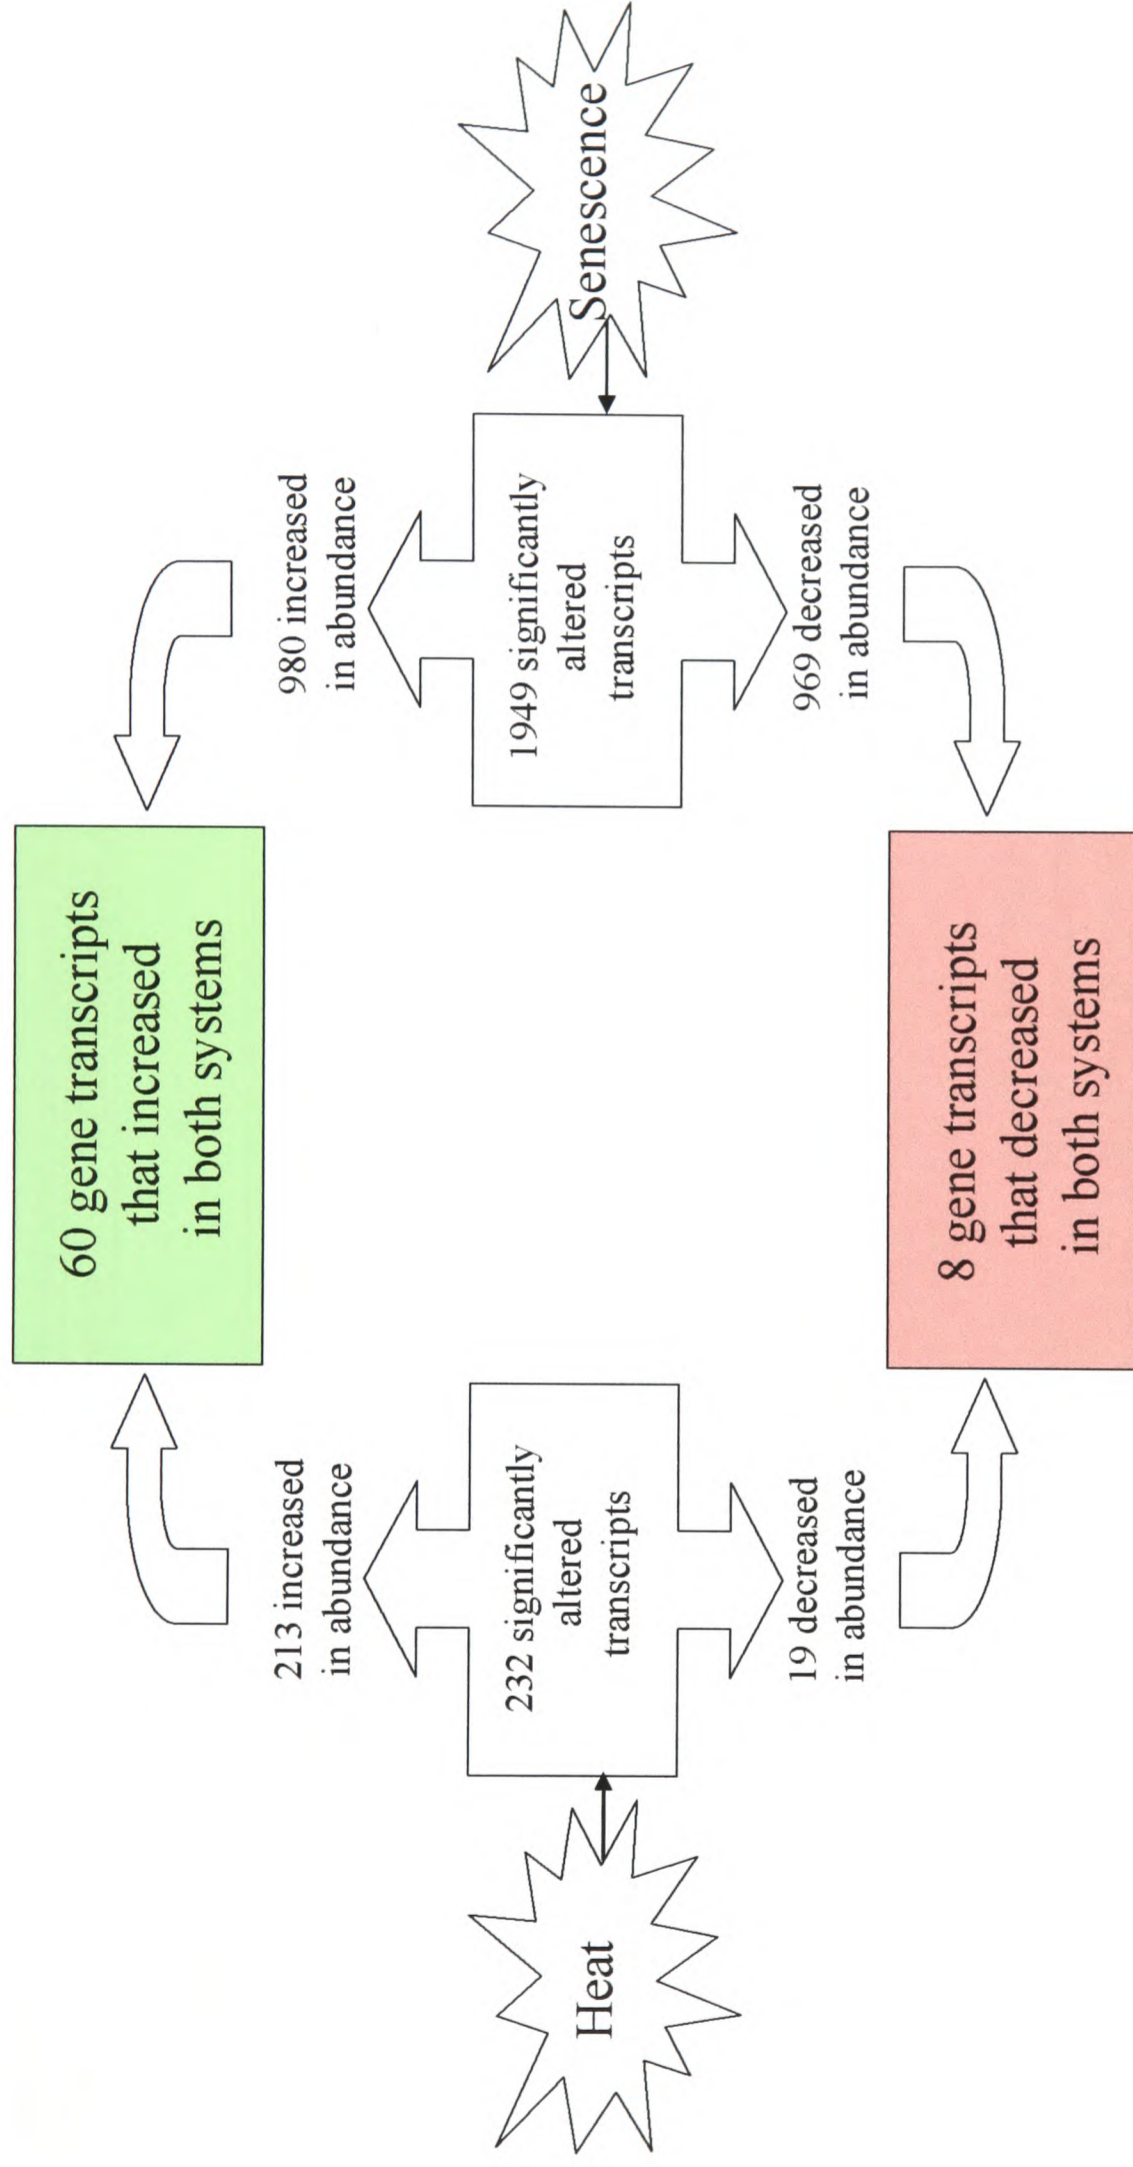 60 gene transcripts
that increased
in both systems
213 increased
in abundance
980 increased
in abundance
Heat
232 significantly
altered
transcripts
1949 significantly
altered
transcripts
Senescence
19 decreased
in abundance
969 decreased
in abundance
8 gene transcripts
that decreased
in both systems